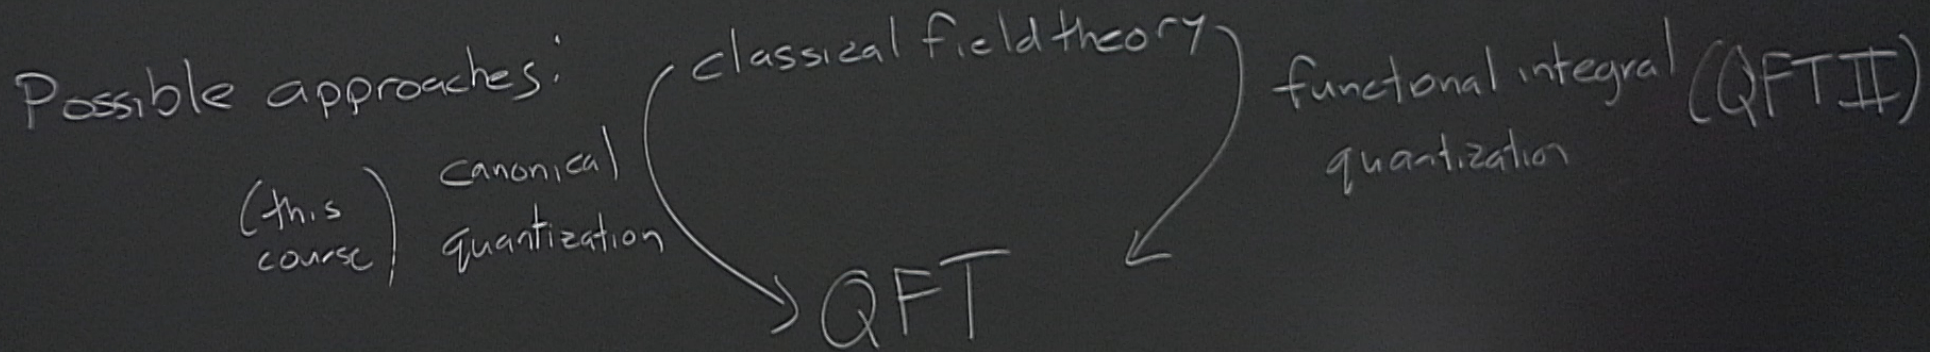 Possible approaches:
classical field theory
functional integral (QFT II)
quantization
(this course)
canonical
quantization
QFT